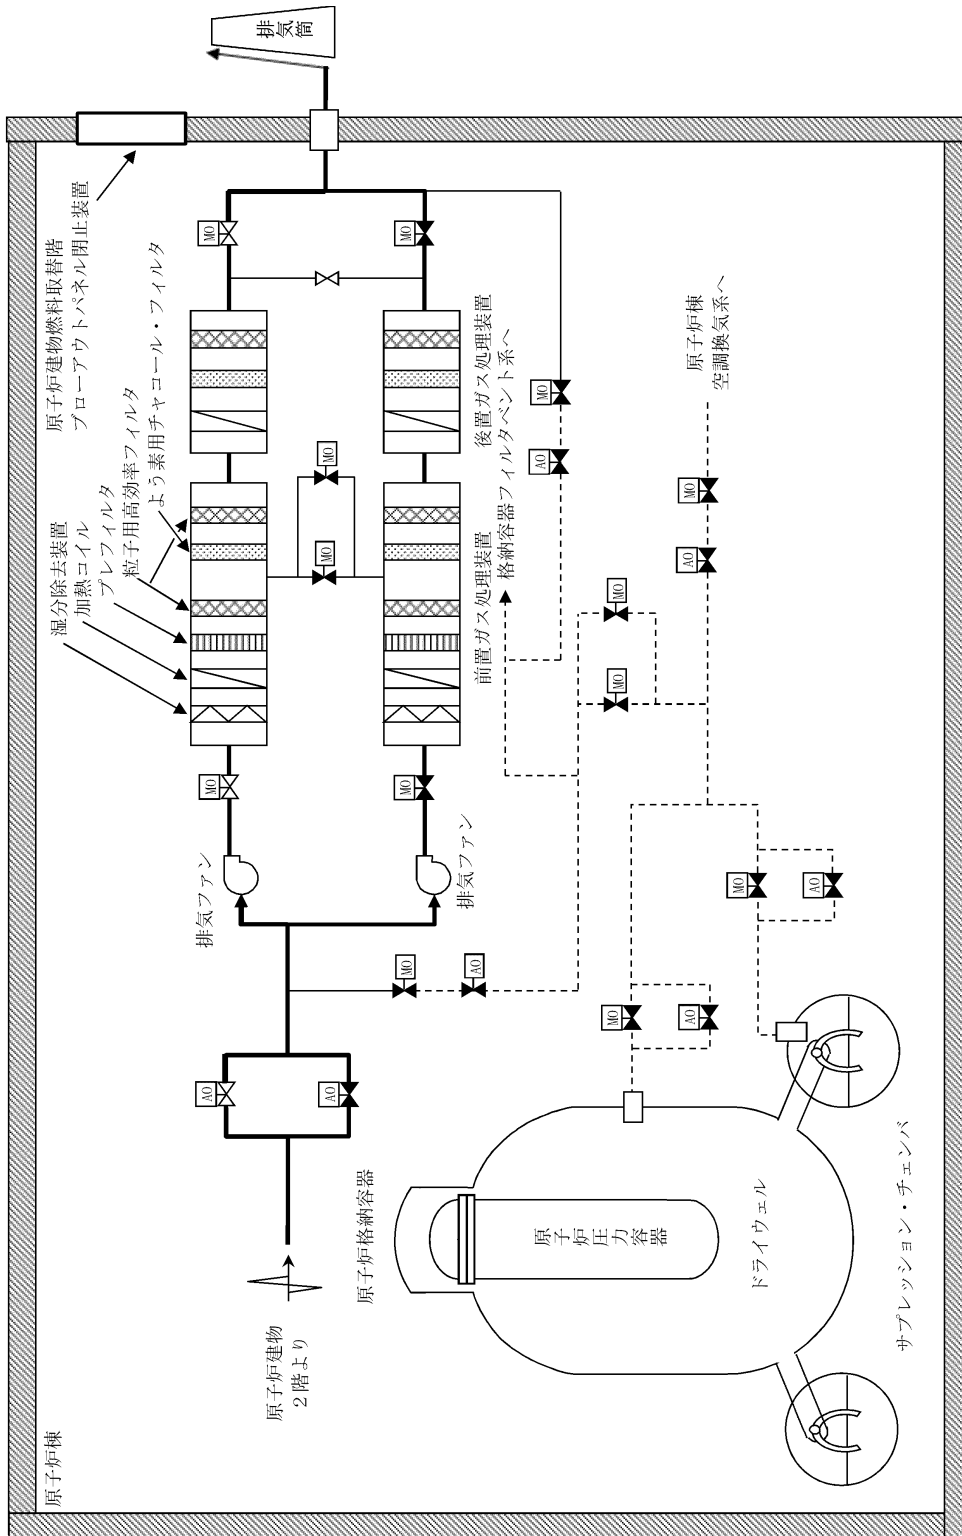 原子炉棟
原子炉建物
2階より
原子炉格納容器
原子炉圧力容器
ドライウェル
サプレッション・チェンバ
AO
AO
MO
AO
MO
AO
MO
AO
排気ファン
排気ファン
MO
MO
湿分除去装置
加熱コイル
プレフィルタ
粒子用高効率フィルタ
よう素用チャコール・フィルタ
原子炉建物燃料取替階
ブローアウトパネル閉止装置
前置ガス処理装置
後置ガス処理装置
格納容器フィルタベント系へ
MO
MO
MO
MO
AO
MO
AO
MO
原子炉棟
空調換気系へ
MO
MO
排気筒